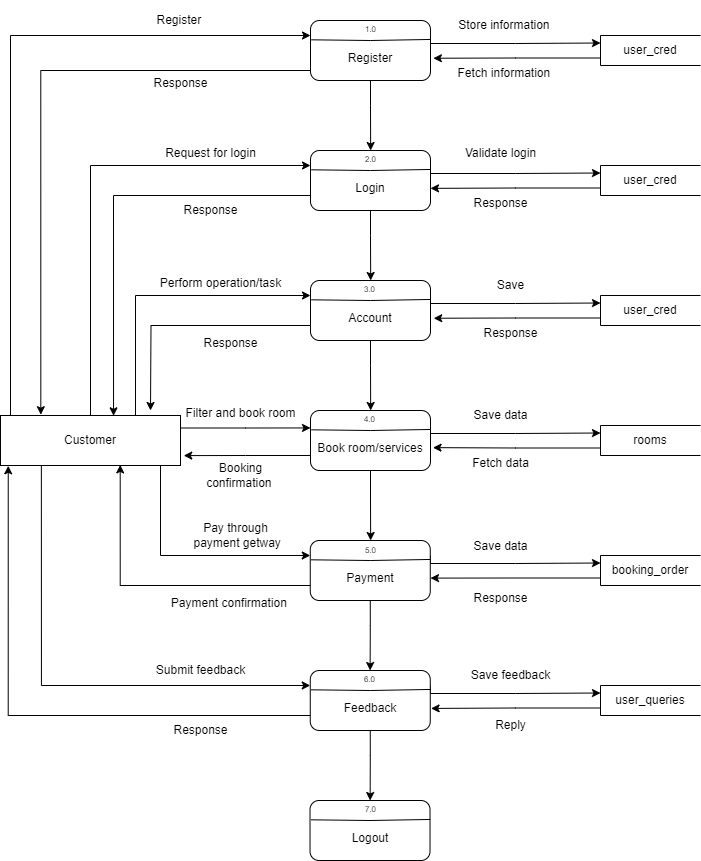 Register
1.0
Store information
Register
user_cred
Response
Fetch information
Request for login
2.0
Validate login
Login
user_cred
Response
Response
Perform operation/task
3.0
Save
Account
user_cred
Response
Response
Filter and book room
4.0
Save data
Customer
Book room/services
rooms
Booking
confirmation
Fetch data
Pay through
payment getway
5.0
Save data
Payment
booking_order
Payment confirmation
Response
Submit feedback
6.0
Save feedback
Feedback
user_queries
Response
Reply
7.0
Logout